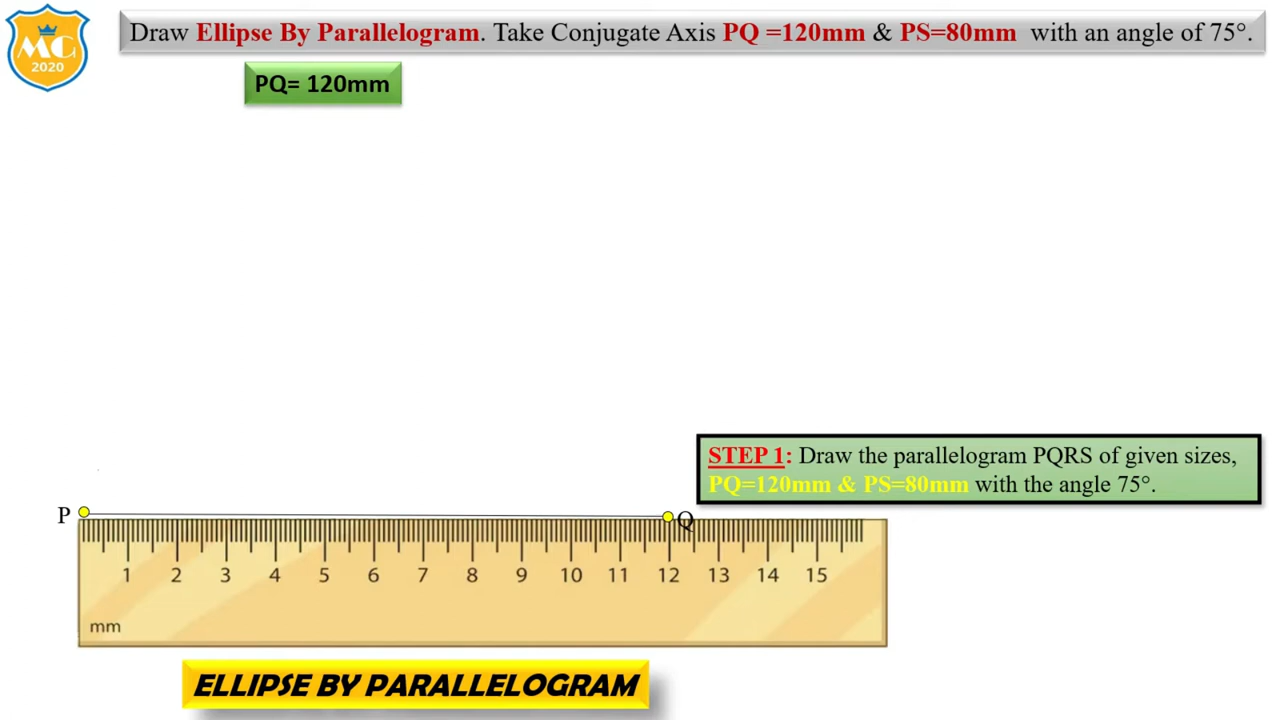 MG
2020
Draw Ellipse By Parallelogram. Take Conjugate Axis PQ =120mm & PS=80mm with an angle of 75°.
PQ= 120mm
STEP 1: Draw the parallelogram PQRS of given sizes,
PQ=120mm & PS=80mm with the angle 75°.
P
Q
1 2 3 4 5 6 7 8 9 10 11 12 13 14 15
mm
ELLIPSE BY PARALLELOGRAM